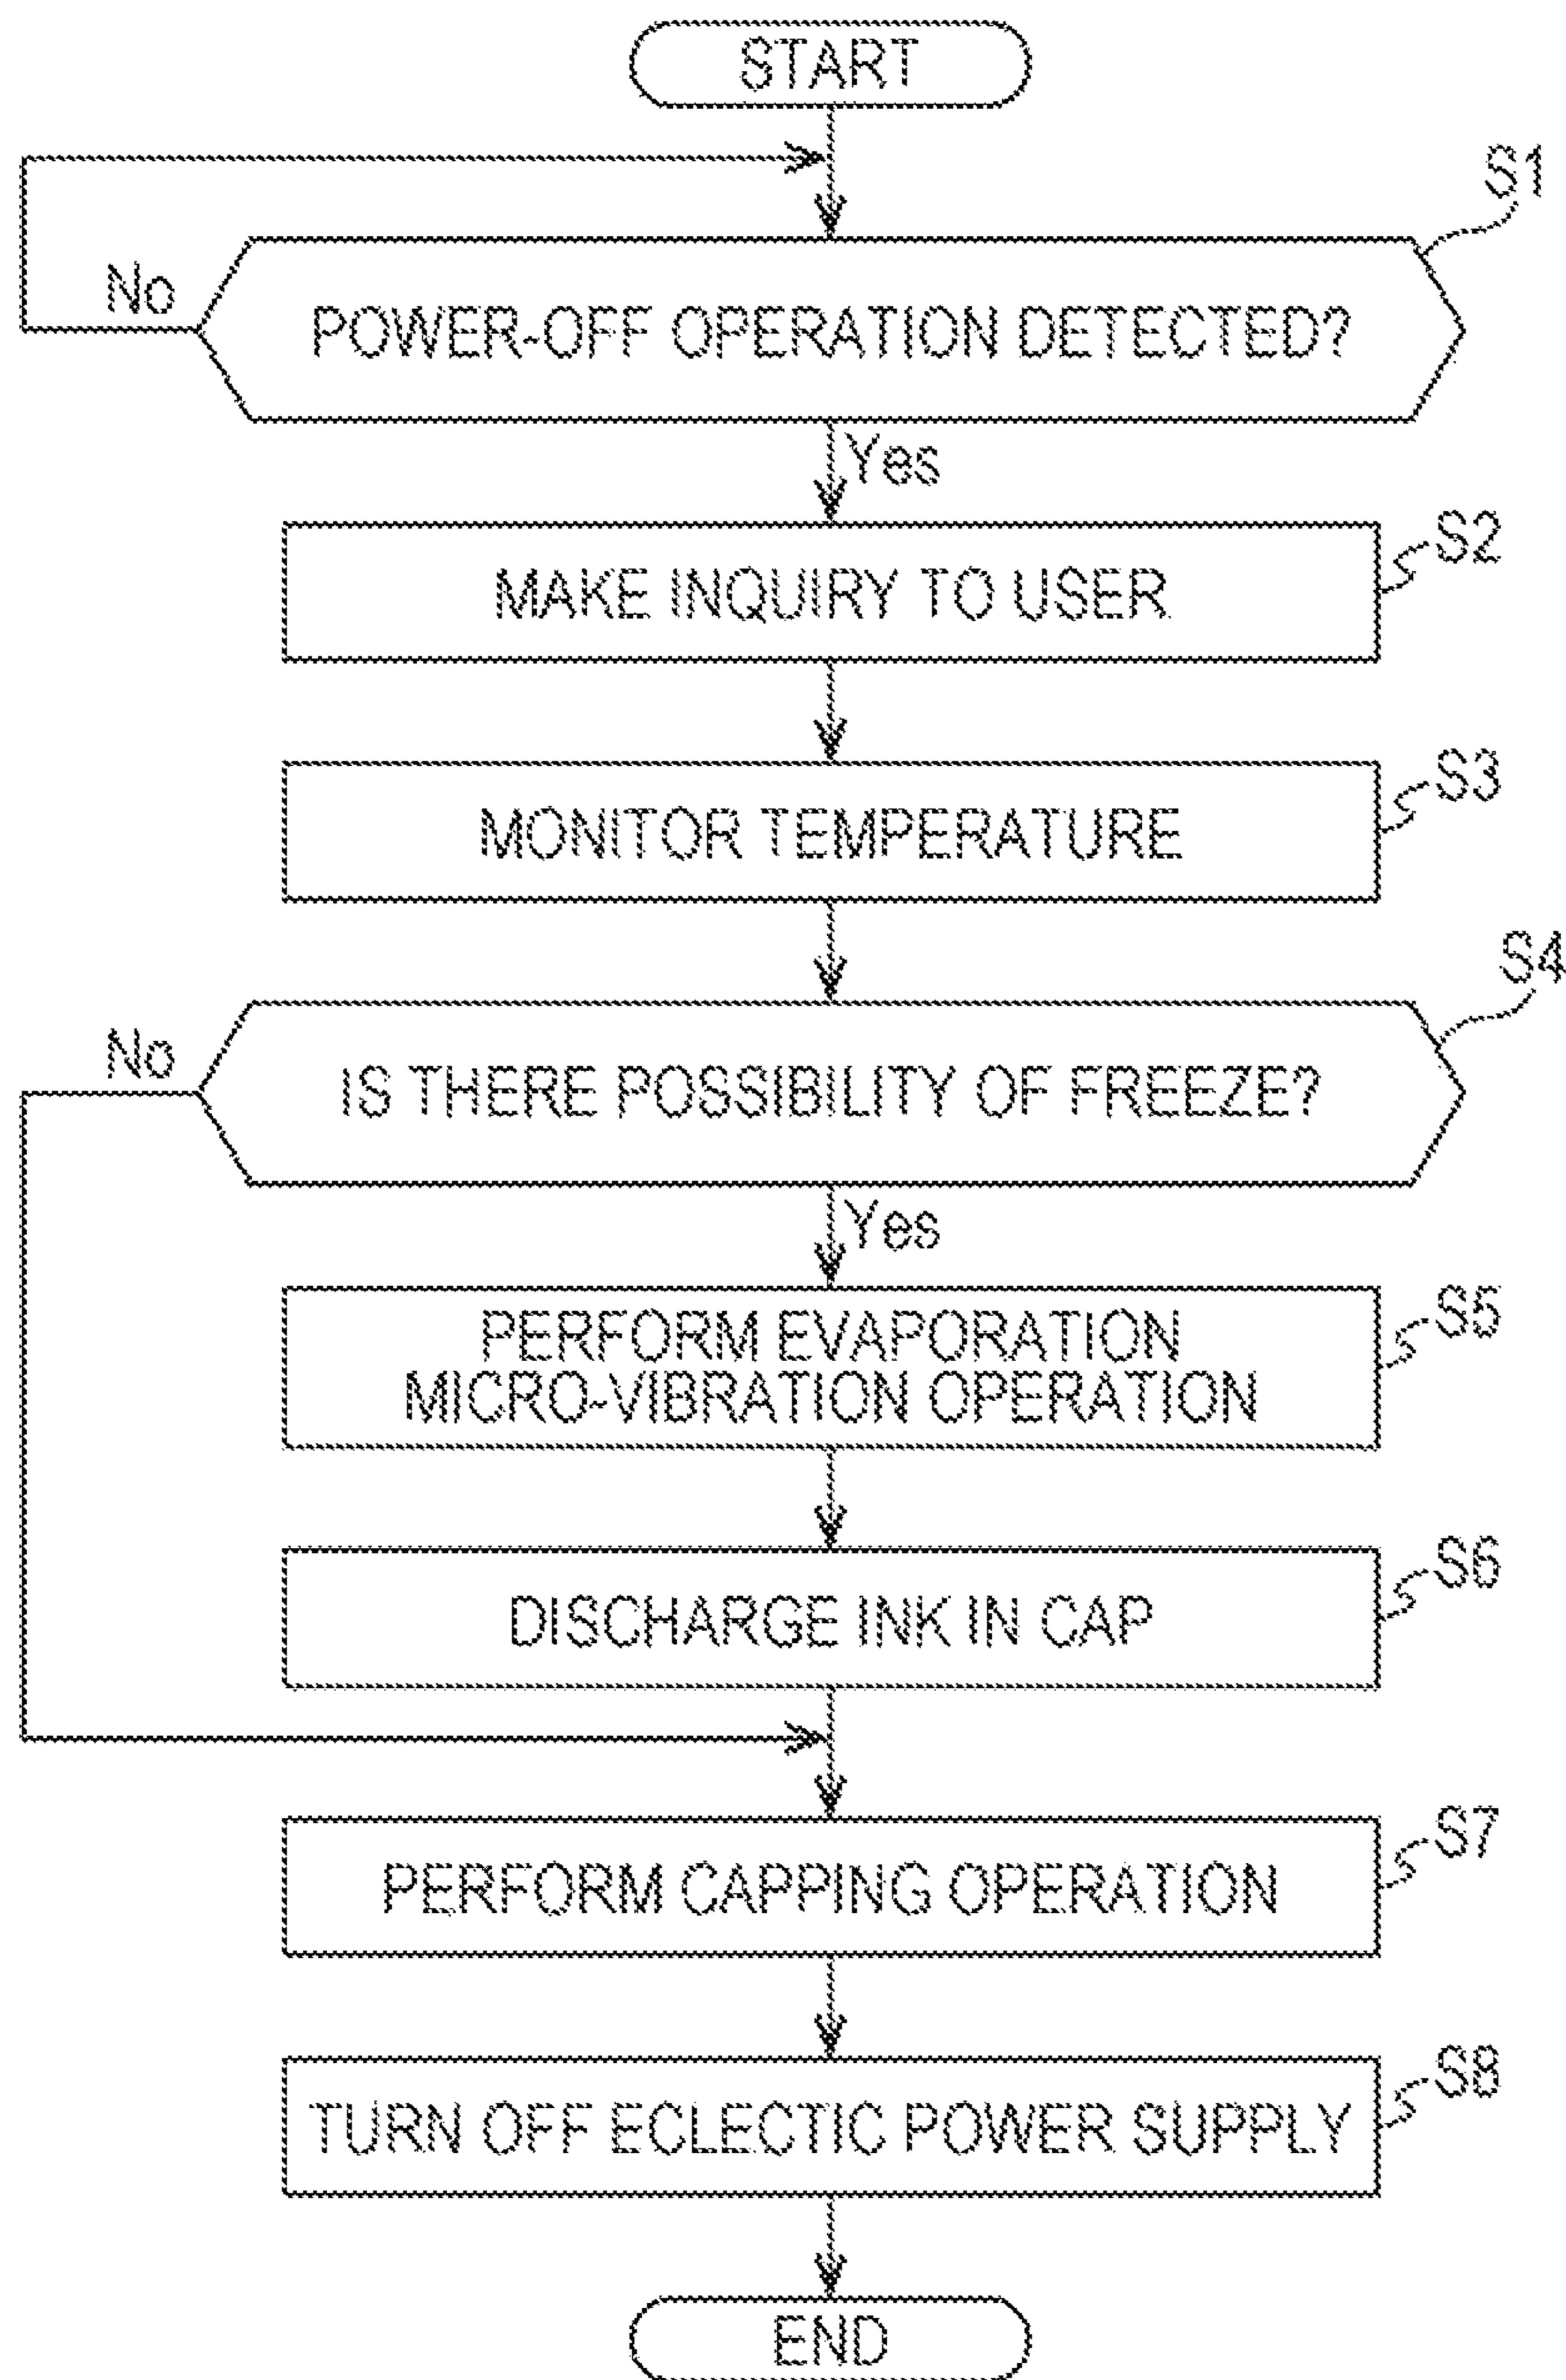 START
S1
No
POWER-OFF OPERATION DETECTED?
Yes
S2
MAKE INQUIRY TO USER
S3
MONITOR TEMPERATURE
S4
No
IS THERE POSSIBILITY OF FREEZE?
Yes
S5
PERFORM EVAPORATION
MICRO-VIBRATION OPERATION
S6
DISCHARGE INK IN CAP
S7
PERFORM CAPPING OPERATION
S8
TURN OFF ECLECTIC POWER SUPPLY
END